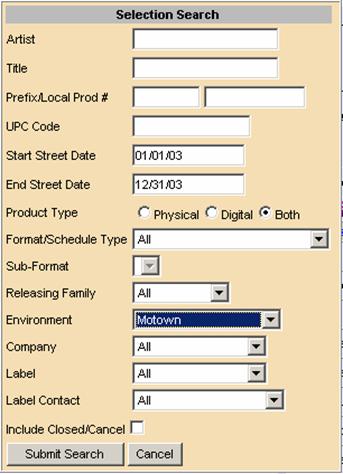 Selection Search
Artist
Title
Prefix/Local Prod #
UPC Code
Start Street Date 01/01/03
End Street Date 12/31/03
Product Type Physical Digital Both
Format/Schedule Type All
Sub-Format
Releasing Family All
Environment Motown
Company All
Label All
Label Contact All
Include Closed/Cancel
Submit Search Cancel